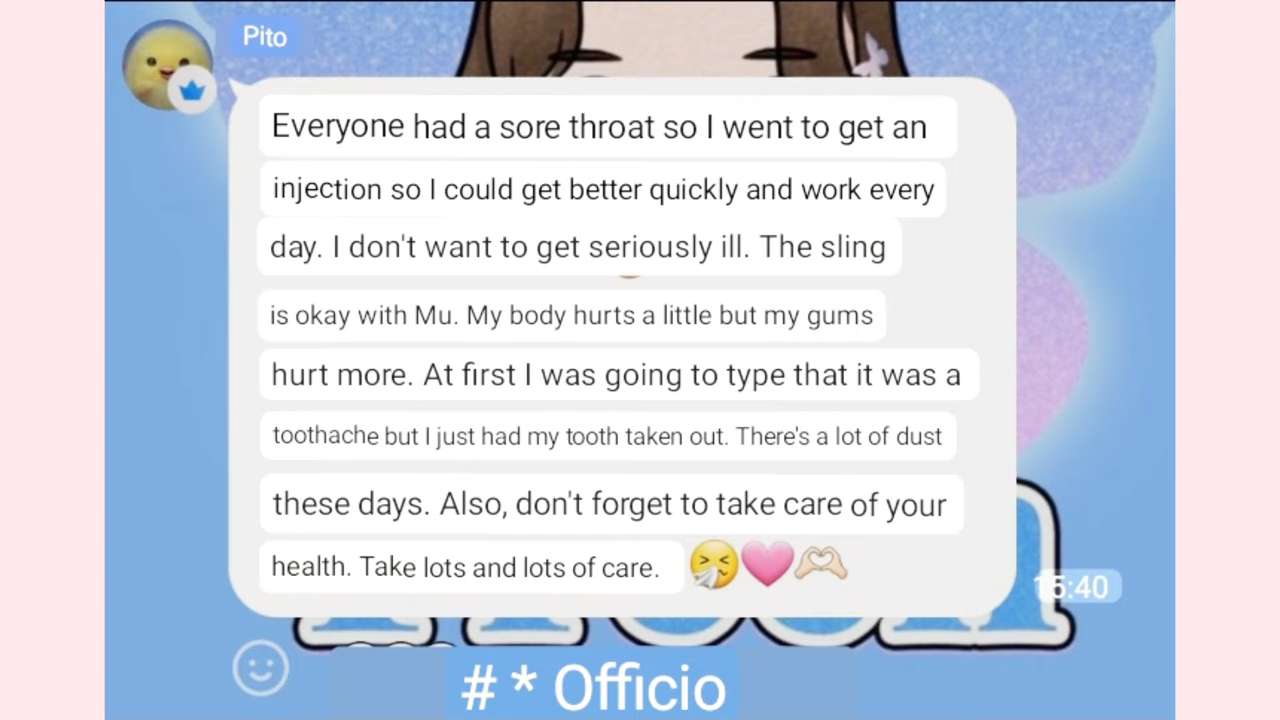 Pito
Everyone had a sore throat so I went to get an
injection so I could get better quickly and work every
day. I don't want to get seriously ill. The sling
is okay with Mu. My body hurts a little but my gums
hurt more. At first I was going to type that it was a
toothache but I just had my tooth taken out. There's a lot of dust
these days. Also, don't forget to take care of your
health. Take lots and lots of care. 🤧🩷🫶🏻
15:40
# * Officio